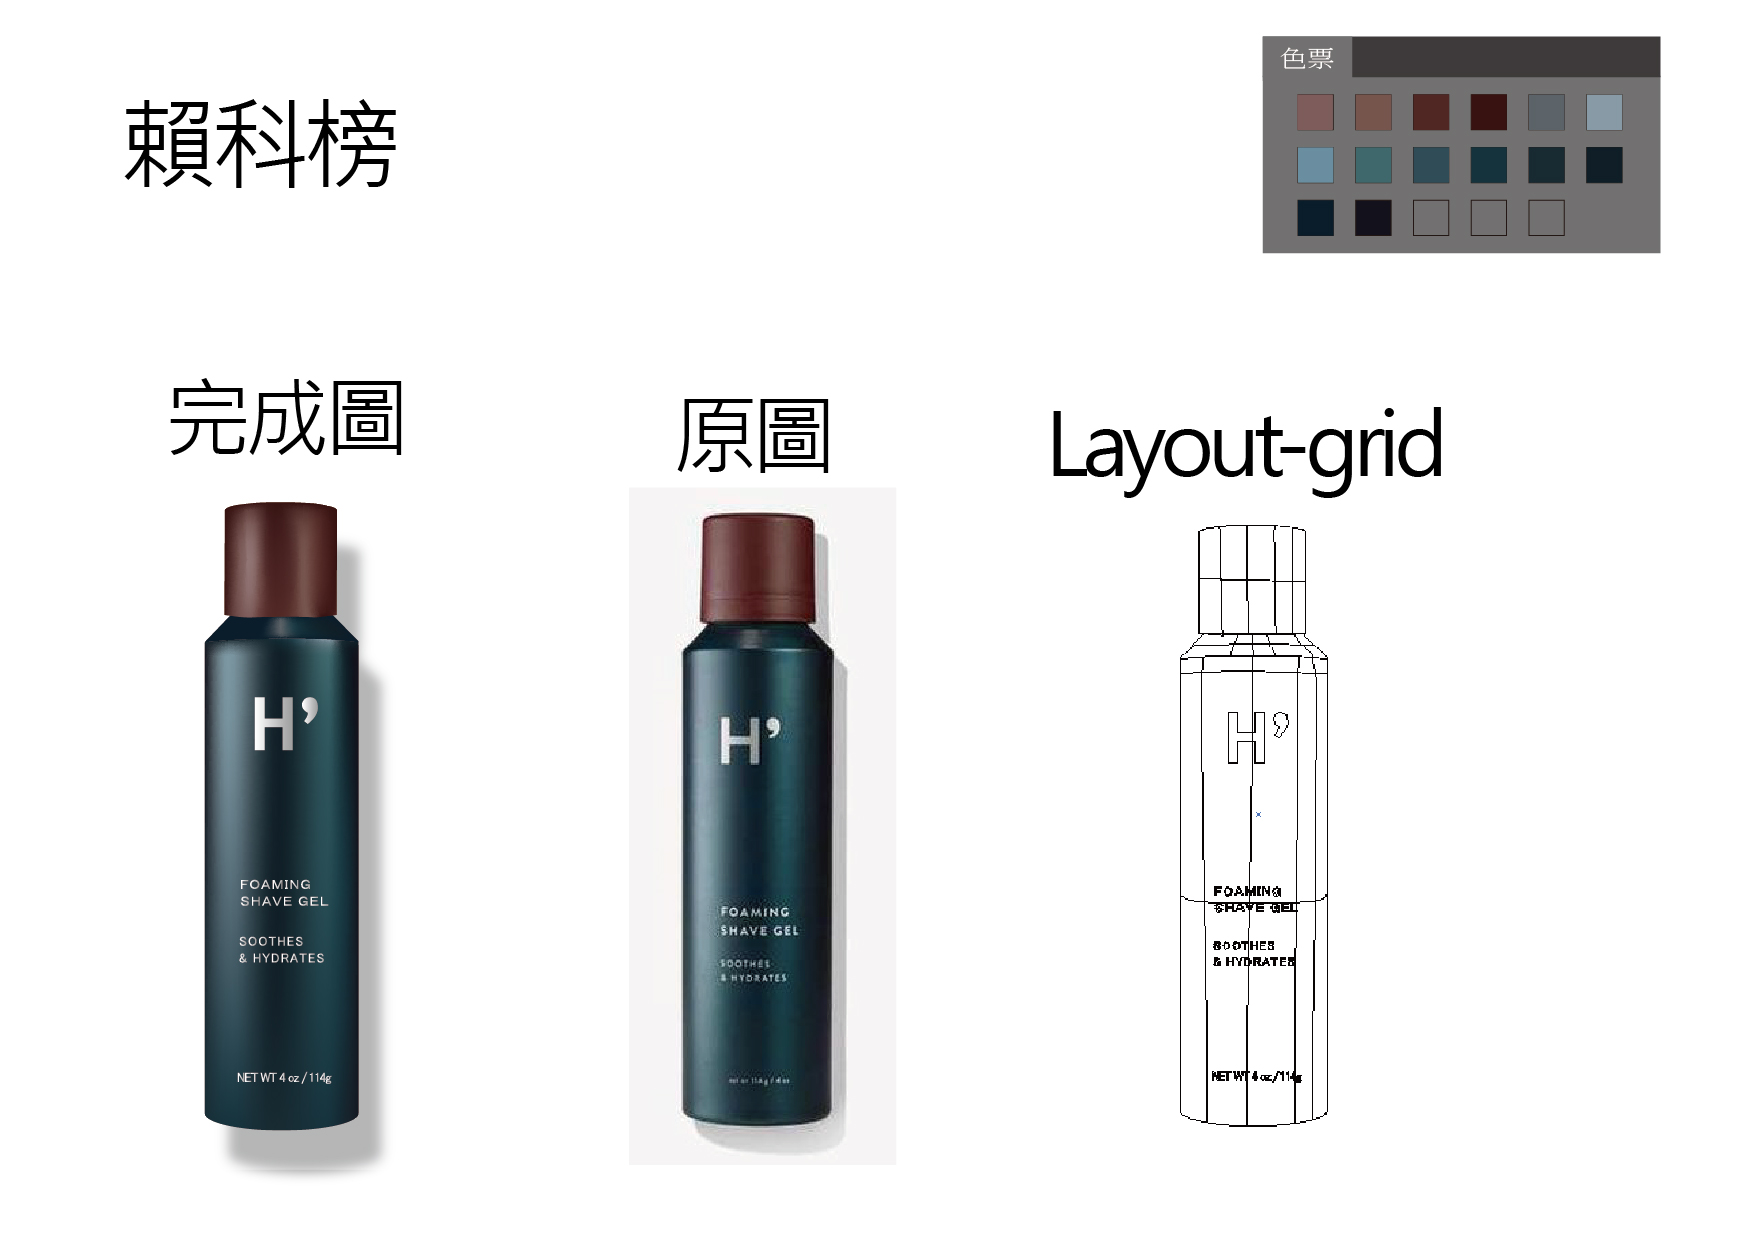 賴科榜
色票
完成圖
原圖
Layout-grid
H’
FOAMING
SHAVE GEL
SOOTHES
& HYDRATES
NET WT 4 oz / 114g
H’
FOAMING
SHAVE GEL
SOOTHES
& HYDRATES
H’
FOAMING
SHAVE GEL
SOOTHES
& HYDRATES
NET WT 4 oz / 114g